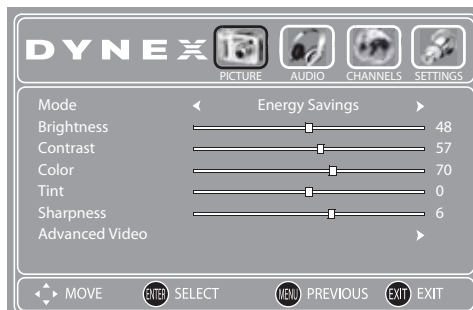 DYNEX
PICTURE AUDIO CHANNELS SETTINGS
Mode Energy Savings
Brightness 48
Contrast 57
Color 70
Tint 0
Sharpness 6
Advanced Video
MOVE ENTER SELECT MENU PREVIOUS EXIT EXIT